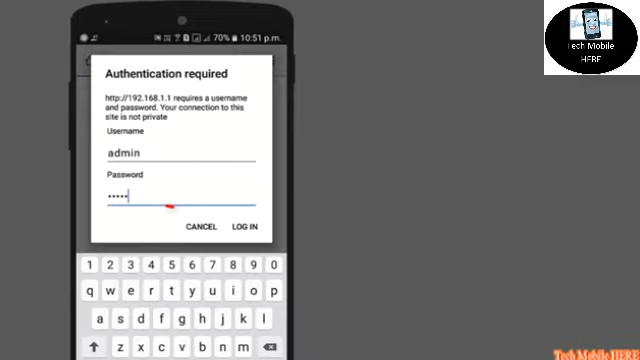 70% 10:51 p.m.
Tech Mobile
HERE
Authentication required
http://192.168.1.1 requires a username
and password. Your connection to this
site is not private
Username
admin
Password
•••••
CANCEL LOG IN
1 2 3 4 5 6 7 8 9 0
q w e r t y u i o p
a s d f g h j k l
z x c v b n m
Tech Mobile HERE